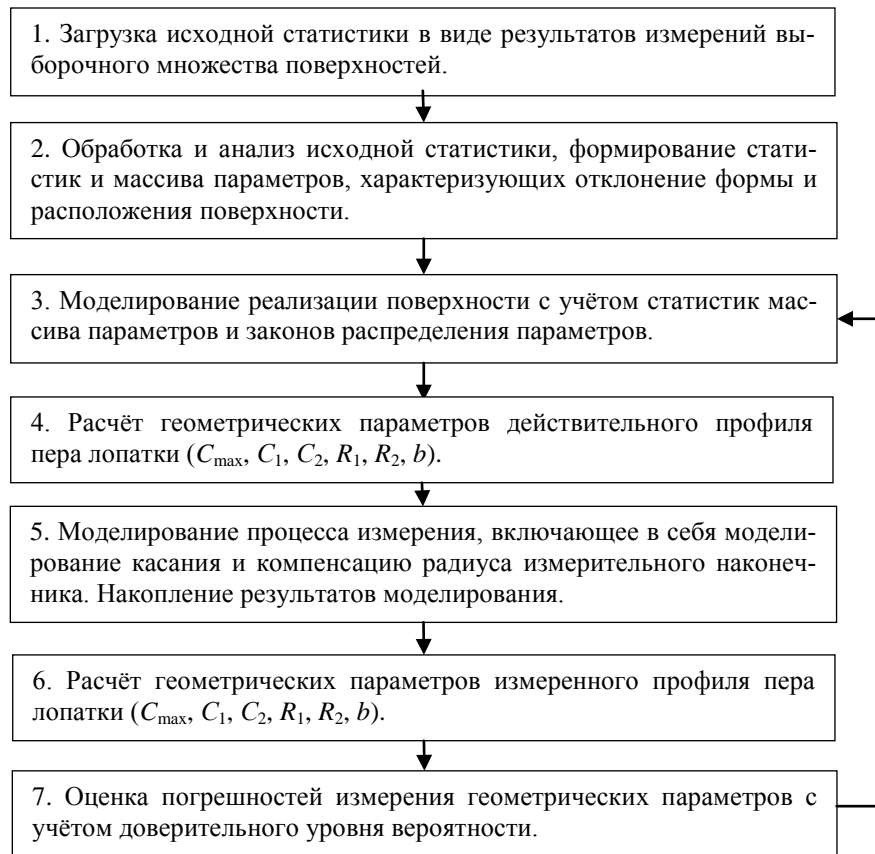 1. Загрузка исходной статистики в виде результатов измерений вы-
борочного множества поверхностей.
2. Обработка и анализ исходной статистики, формирование стати-
стик и массива параметров, характеризующих отклонение формы и
расположения поверхности.
3. Моделирование реализации поверхности с учётом статистик мас-
сива параметров и законов распределения параметров.
4. Расчёт геометрических параметров действительного профиля
пера лопатки (Cmax, C1, C2, R1, R2, b).
5. Моделирование процесса измерения, включающее в себя модели-
рование касания и компенсацию радиуса измерительного наконеч-
ника. Накопление результатов моделирования.
6. Расчёт геометрических параметров измеренного профиля пера
лопатки (Cmax, C1, C2, R1, R2, b).
7. Оценка погрешностей измерения геометрических параметров с
учётом доверительного уровня вероятности.